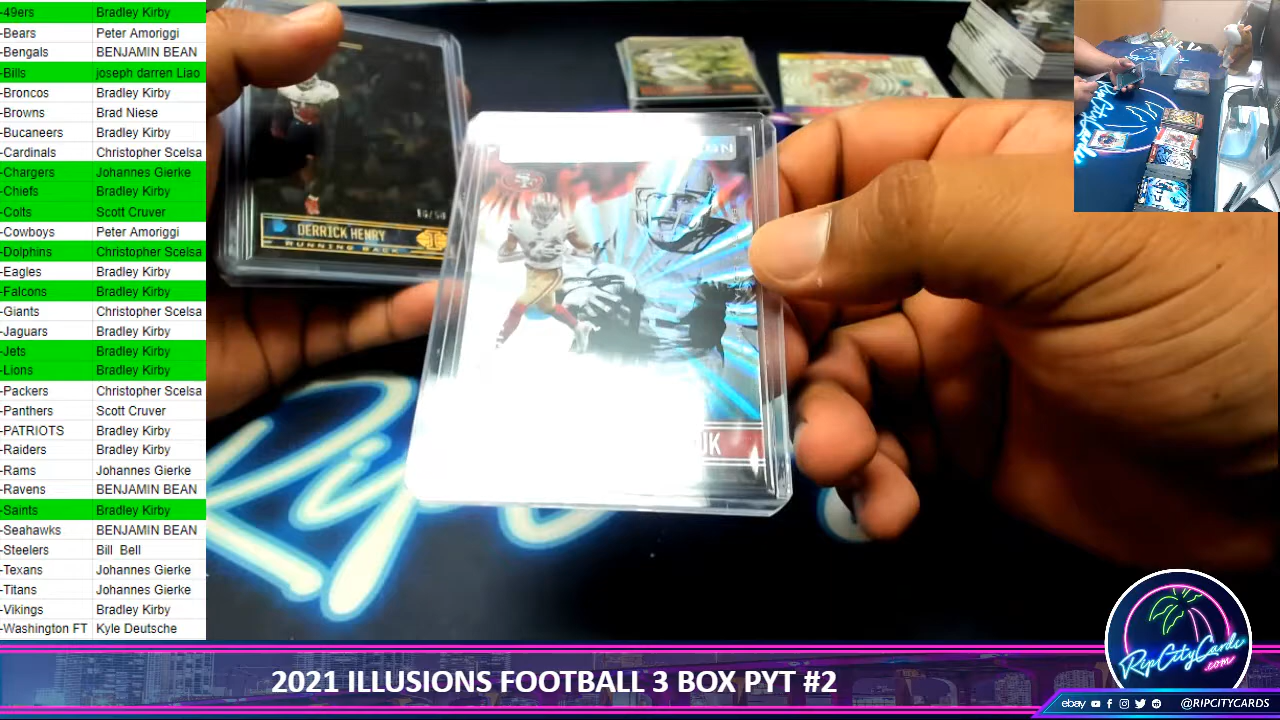 -49ers Bradley Kirby
-Bears Peter Amoriggi
-Bengals BENJAMIN BEAN
-Bills joseph darren Liao
-Broncos Bradley Kirby
-Browns Brad Niese
-Bucaneers Bradley Kirby
-Cardinals Christopher Scelsa
-Chargers Johannes Gierke
-Chiefs Bradley Kirby
-Colts Scott Cruver
-Cowboys Peter Amoriggi
-Dolphins Christopher Scelsa
-Eagles Bradley Kirby
-Falcons Bradley Kirby
-Giants Christopher Scelsa
-Jaguars Bradley Kirby
-Jets Bradley Kirby
-Lions Bradley Kirby
-Packers Christopher Scelsa
-Panthers Scott Cruver
-PATRIOTS Bradley Kirby
-Raiders Bradley Kirby
-Rams Johannes Gierke
-Ravens BENJAMIN BEAN
-Saints Bradley Kirby
-Seahawks BENJAMIN BEAN
-Steelers Bill Bell
-Texans Johannes Gierke
-Titans Johannes Gierke
-Vikings Bradley Kirby
-Washington FT Kyle Deutsche
DERRICK HENRY
RUNNING BACK
UK
RipCityCards
.com
2021 ILLUSIONS FOOTBALL 3 BOX PYT #2
ebay @RIPCITYCARDS